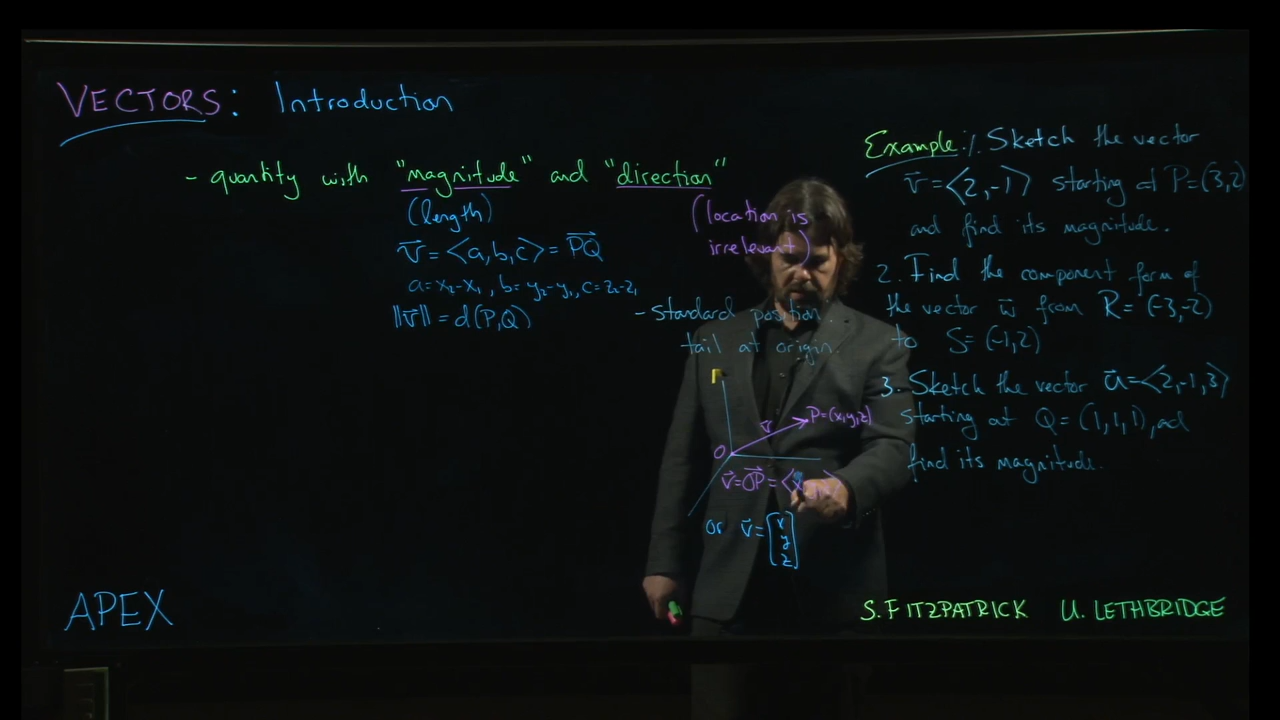 VECTORS: Introduction
- quantity with "magnitude" and "direction"
(length)
v⃗ = <a,b,c> = PQ⃗
a=x₂-x₁, b=y₂-y₁, c=z₂-z₁
||v⃗|| = d(P,Q)
(location is
irrelevant)
- standard position:
tail at origin.
P=(x,y,z)
v⃗
O
v⃗=OP⃗=<x
or v⃗=[x
y
z]
Example: 1. Sketch the vector
v⃗=<2,-1> starting at P=(3,2)
and find its magnitude.
2. Find the component form of
the vector w⃗ from R=(-3,-2)
to S=(-1,2)
3. Sketch the vector u⃗=<2,-1,3>
starting at Q=(1,1,1), and
find its magnitude.
APEX
S. FITZPATRICK U. LETHBRIDGE